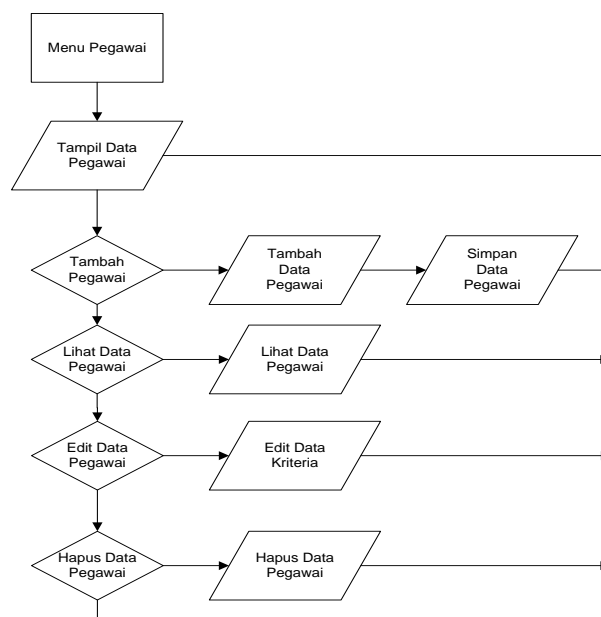 Menu Pegawai
Tampil Data
Pegawai
Tambah
Pegawai
Tambah
Data
Pegawai
Simpan
Data
Pegawai
Lihat Data
Pegawai
Lihat Data
Pegawai
Edit Data
Pegawai
Edit Data
Kriteria
Hapus Data
Pegawai
Hapus Data
Pegawai